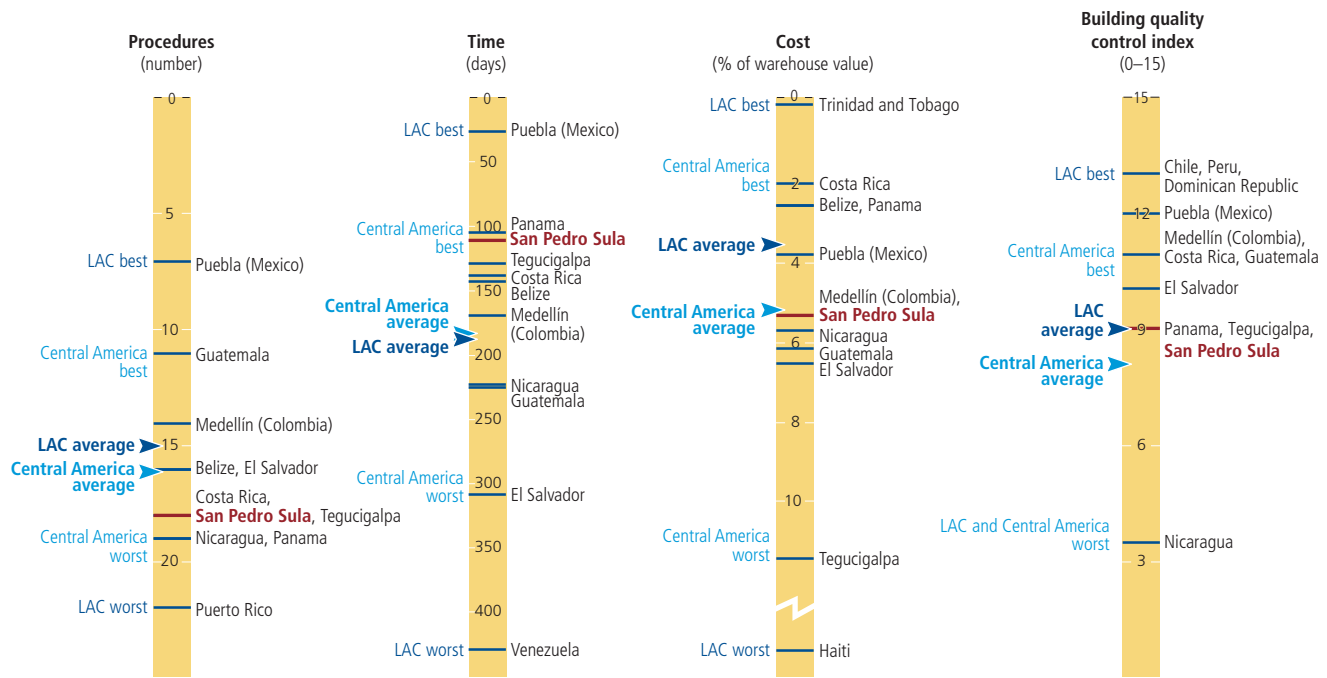 Procedures
(number)
0
5
LAC best
Puebla (Mexico)
10
Central America
best
Guatemala
Medellín (Colombia)
LAC average
15
Central America
average
Belize, El Salvador
Costa Rica,
San Pedro Sula, Tegucigalpa
Central America
worst
Nicaragua, Panama
20
LAC worst
Puerto Rico
Time
(days)
0
LAC best
Puebla (Mexico)
50
100
Panama
Central America
best
San Pedro Sula
Tegucigalpa
Costa Rica
150
Belize
Central America
average
Medellín
(Colombia)
LAC average
200
Nicaragua
Guatemala
250
300
Central America
worst
El Salvador
350
400
LAC worst
Venezuela
Cost
(% of warehouse value)
0
LAC best
Trinidad and Tobago
Central America
best
2
Costa Rica
Belize, Panama
LAC average
Puebla (Mexico)
4
Central America
average
Medellín (Colombia),
San Pedro Sula
Nicaragua
6
Guatemala
El Salvador
8
10
Central America
worst
Tegucigalpa
LAC worst
Haiti
Building quality
control index
(0–15)
15
LAC best
Chile, Peru,
Dominican Republic
12
Puebla (Mexico)
Central America
best
Medellín (Colombia),
Costa Rica, Guatemala
El Salvador
LAC
average
9
Panama, Tegucigalpa,
San Pedro Sula
Central America
average
6
LAC and Central America
worst
Nicaragua
3